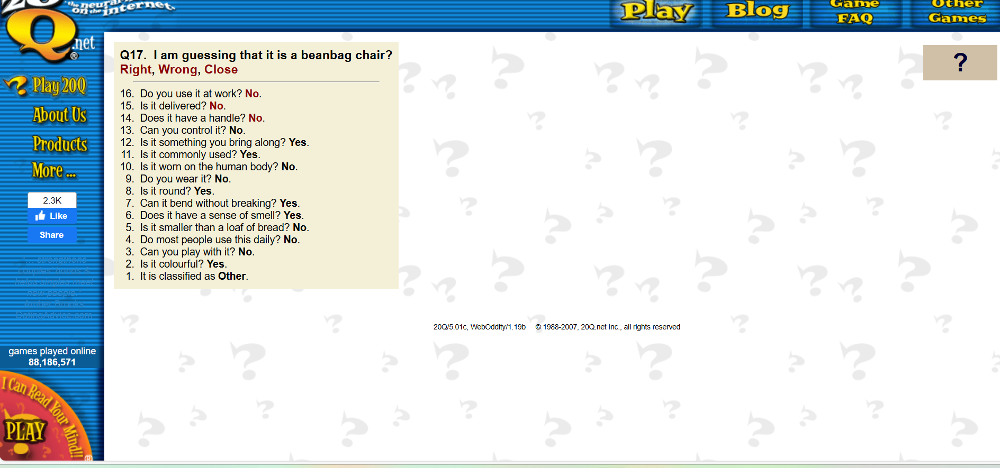 20
the neural-
on the internet.
Q.net®
Play
Blog
Game
FAQ
Other
Games
Play 20Q
About Us
Products
More ...
2.3K
Like
Share
new people."
Amber Brooks
DatingAdvice.com
games played online
88,186,571
I Can Read Your Mind!!
PLAY
®
Q17. I am guessing that it is a beanbag chair?
Right, Wrong, Close
16. Do you use it at work? No.
15. Is it delivered? No.
14. Does it have a handle? No.
13. Can you control it? No.
12. Is it something you bring along? Yes.
11. Is it commonly used? Yes.
10. Is it worn on the human body? No.
9. Do you wear it? No.
8. Is it round? Yes.
7. Can it bend without breaking? Yes.
6. Does it have a sense of smell? Yes.
5. Is it smaller than a loaf of bread? No.
4. Do most people use this daily? No.
3. Can you play with it? No.
2. Is it colourful? Yes.
1. It is classified as Other.
?
20Q/5.01c, WebOddity/1.19b © 1988-2007, 20Q.net Inc., all rights reserved